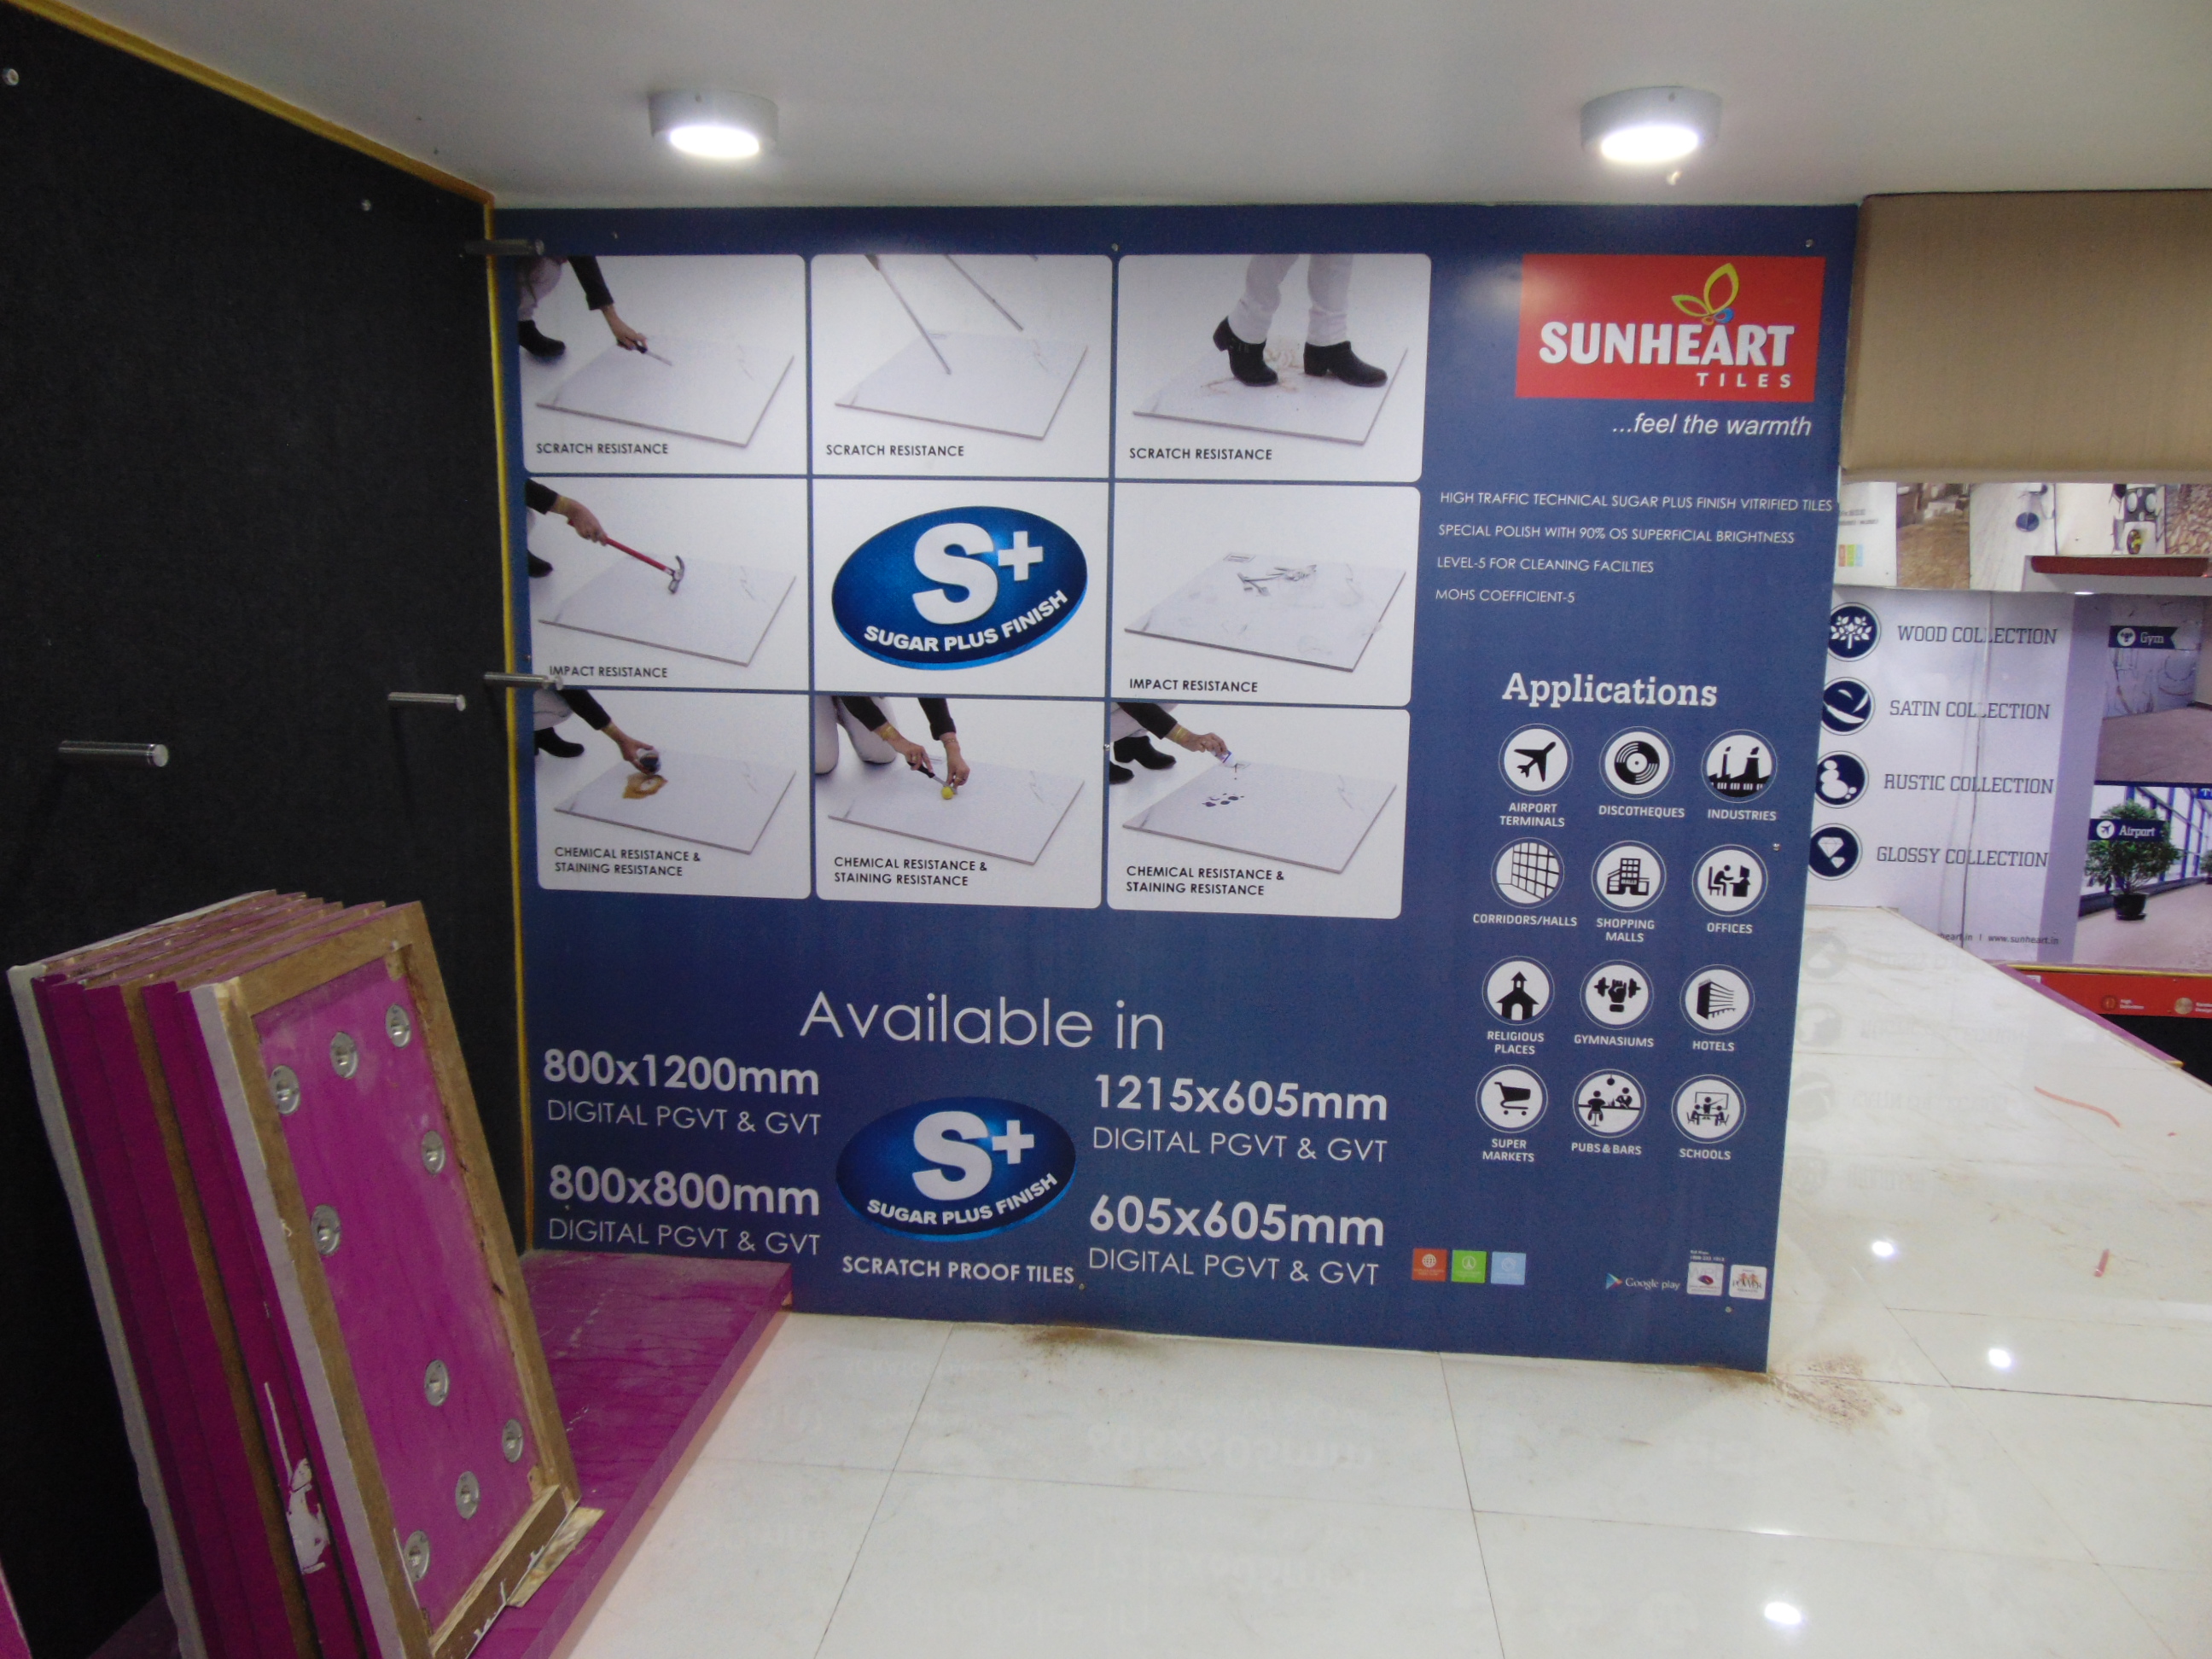 SCRATCH RESISTANCE
SCRATCH RESISTANCE
SCRATCH RESISTANCE
IMPACT RESISTANCE
S+
SUGAR PLUS FINISH
IMPACT RESISTANCE
CHEMICAL RESISTANCE &
STAINING RESISTANCE
CHEMICAL RESISTANCE &
STAINING RESISTANCE
CHEMICAL RESISTANCE &
STAINING RESISTANCE
SUNHEART
TILES
...feel the warmth
HIGH TRAFFIC TECHNICAL SUGAR PLUS FINISH VITRIFIED TILES
SPECIAL POLISH WITH 90% OS SUPERFICIAL BRIGHTNESS
LEVEL-5 FOR CLEANING FACILTIES
MOHS COEFFICIENT-5
Applications
AIRPORT
TERMINALS
DISCOTHEQUES
INDUSTRIES
CORRIDORS/HALLS
SHOPPING
MALLS
OFFICES
RELIGIOUS
PLACES
GYMNASIUMS
HOTELS
SUPER
MARKETS
PUBS & BARS
SCHOOLS
Available in
800x1200mm
DIGITAL PGVT & GVT
800x800mm
DIGITAL PGVT & GVT
S+
SUGAR PLUS FINISH
SCRATCH PROOF TILES
1215x605mm
DIGITAL PGVT & GVT
605x605mm
DIGITAL PGVT & GVT
Google play
WOOD COLLECTION
SATIN COLLECTION
RUSTIC COLLECTION
GLOSSY COLLECTION
Gym
Airport
www.sunheart.in